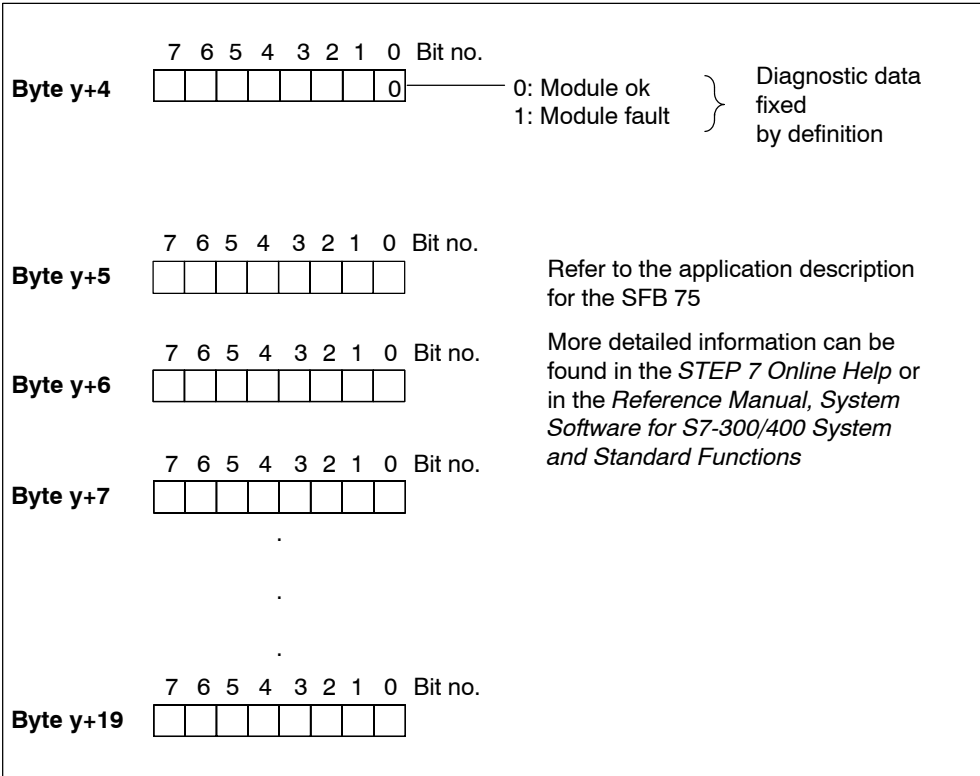 7 6 5 4 3 2 1 0 Bit no.
Byte y+4
0
0: Module ok
1: Module fault
Diagnostic data
fixed
by definition
7 6 5 4 3 2 1 0 Bit no.
Byte y+5
Refer to the application description
for the SFB 75
More detailed information can be
found in the STEP 7 Online Help or
in the Reference Manual, System
Software for S7-300/400 System
and Standard Functions
7 6 5 4 3 2 1 0 Bit no.
Byte y+6
7 6 5 4 3 2 1 0 Bit no.
Byte y+7
.
.
.
7 6 5 4 3 2 1 0 Bit no.
Byte y+19